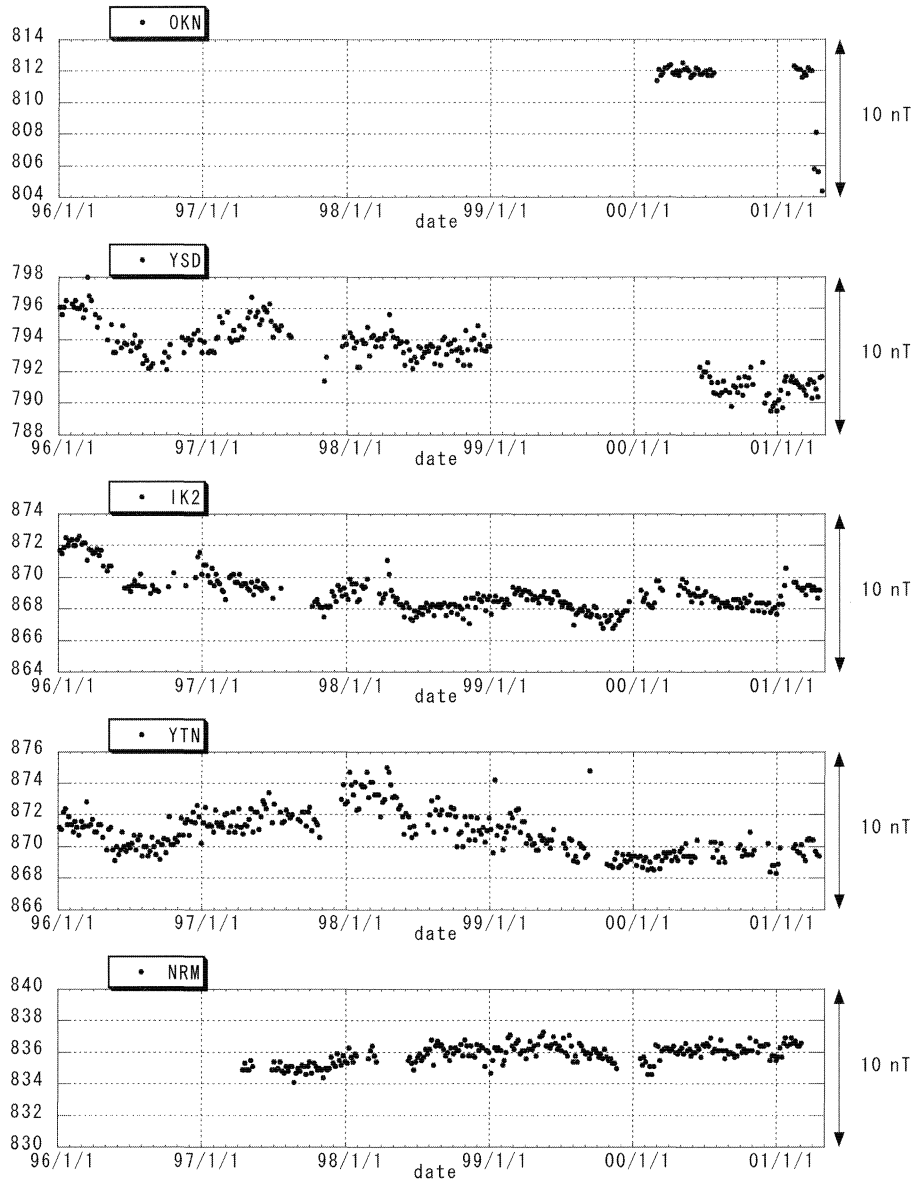 OKN
814
812
810
808
806
804
10 nT
96/1/1 97/1/1 98/1/1 99/1/1 00/1/1 01/1/1
date
YSD
798
796
794
792
790
788
10 nT
96/1/1 97/1/1 98/1/1 99/1/1 00/1/1 01/1/1
date
IK2
874
872
870
868
866
864
10 nT
96/1/1 97/1/1 98/1/1 99/1/1 00/1/1 01/1/1
date
YTN
876
874
872
870
868
866
10 nT
96/1/1 97/1/1 98/1/1 99/1/1 00/1/1 01/1/1
date
NRM
840
838
836
834
832
830
10 nT
96/1/1 97/1/1 98/1/1 99/1/1 00/1/1 01/1/1
date